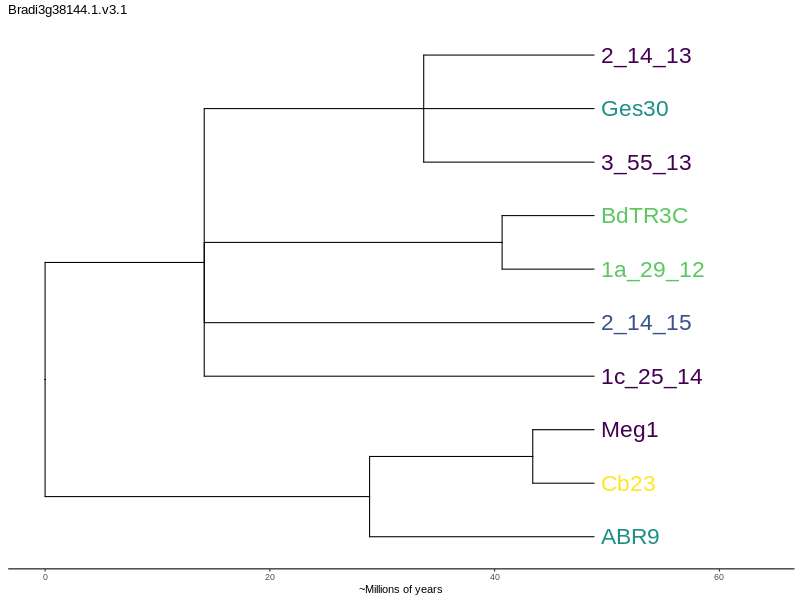 Bradi3g38144.1.v3.1
2_14_13
Ges30
3_55_13
BdTR3C
1a_29_12
2_14_15
1c_25_14
Meg1
Cb23
ABR9
0 20 40 60
~Millions of years